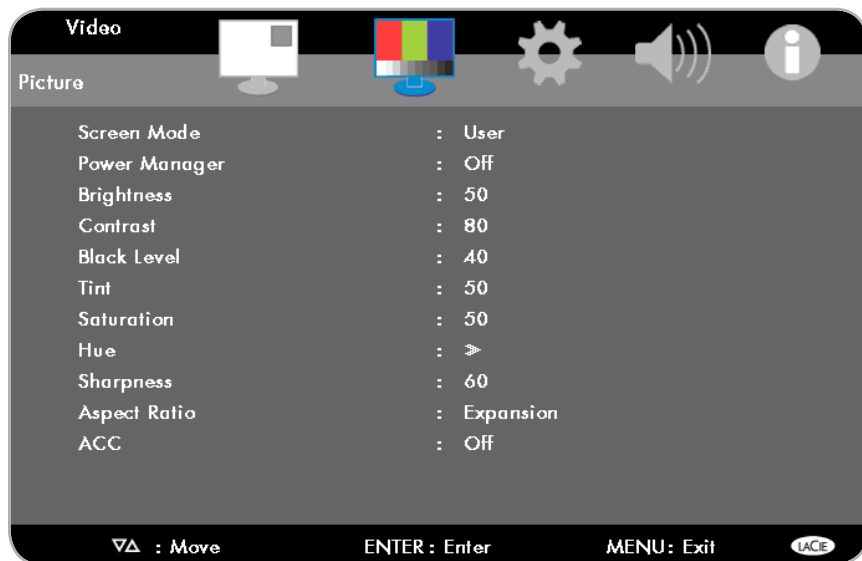 Video
Picture
Screen Mode : User
Power Manager : Off
Brightness : 50
Contrast : 80
Black Level : 40
Tint : 50
Saturation : 50
Hue : ➢
Sharpness : 60
Aspect Ratio : Expansion
ACC : Off
▽△ : Move ENTER : Enter MENU : Exit LACIE